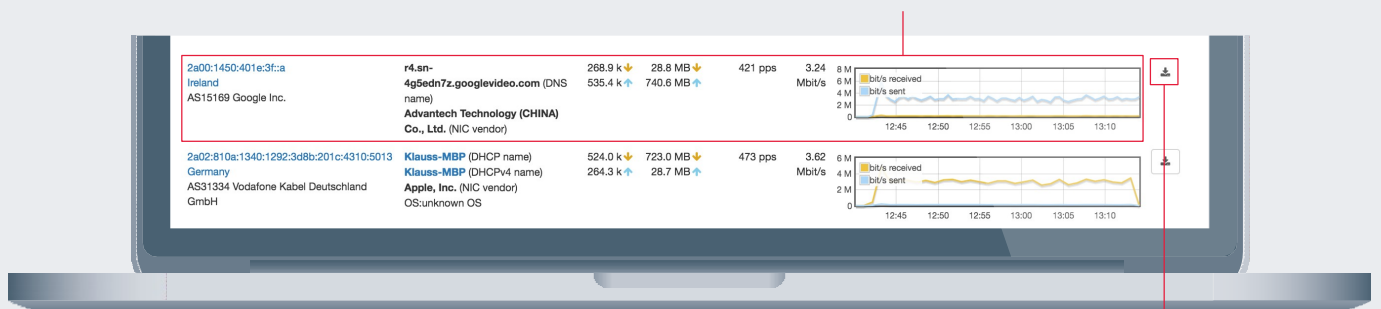 2a00:1450:401e:3f::a
Ireland
AS15169 Google Inc.
r4.sn-
4g5edn7z.googlevideo.com (DNS
name)
Advantech Technology (CHINA)
Co., Ltd. (NIC vendor)
268.9 k 28.8 MB
535.4 k 740.6 MB
421 pps
3.24
Mbit/s
8 M
6 M
4 M
2 M
0
bit/s received
bit/s sent
12:45 12:50 12:55 13:00 13:05 13:10
2a02:810a:1340:1292:3d8b:201c:4310:5013
Germany
AS31334 Vodafone Kabel Deutschland
GmbH
Klauss-MBP (DHCP name)
Klauss-MBP (DHCPv4 name)
Apple, Inc. (NIC vendor)
OS:unknown OS
524.0 k 723.0 MB
264.3 k 28.7 MB
473 pps
3.62
Mbit/s
6 M
4 M
2 M
0
bit/s received
bit/s sent
12:45 12:50 12:55 13:00 13:05 13:10